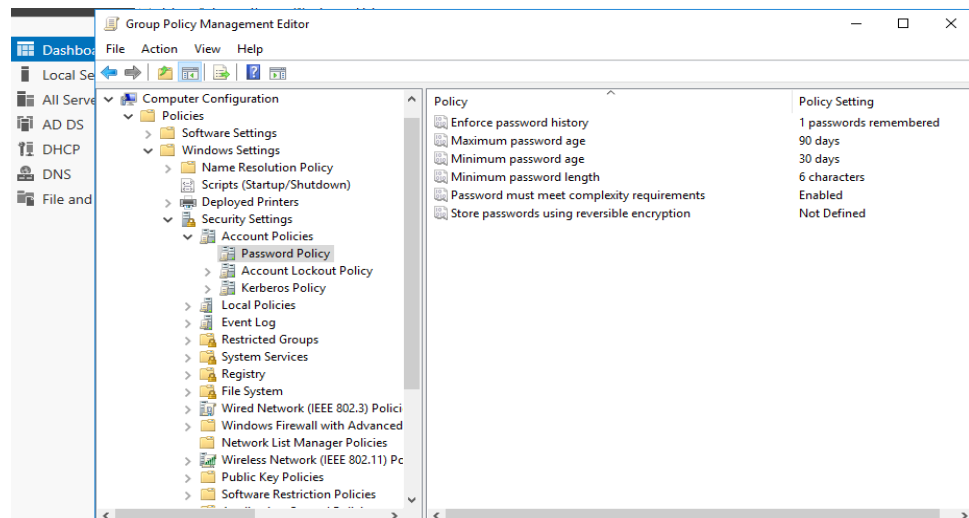 Group Policy Management Editor
File Action View Help
Dashboa
Local Se
All Serve
AD DS
DHCP
DNS
File and
Computer Configuration
Policies
Software Settings
Windows Settings
Name Resolution Policy
Scripts (Startup/Shutdown)
Deployed Printers
Security Settings
Account Policies
Password Policy
Account Lockout Policy
Kerberos Policy
Local Policies
Event Log
Restricted Groups
System Services
Registry
File System
Wired Network (IEEE 802.3) Polici
Windows Firewall with Advanced
Network List Manager Policies
Wireless Network (IEEE 802.11) Pc
Public Key Policies
Software Restriction Policies
Policy Policy Setting
Enforce password history 1 passwords remembered
Maximum password age 90 days
Minimum password age 30 days
Minimum password length 6 characters
Password must meet complexity requirements Enabled
Store passwords using reversible encryption Not Defined